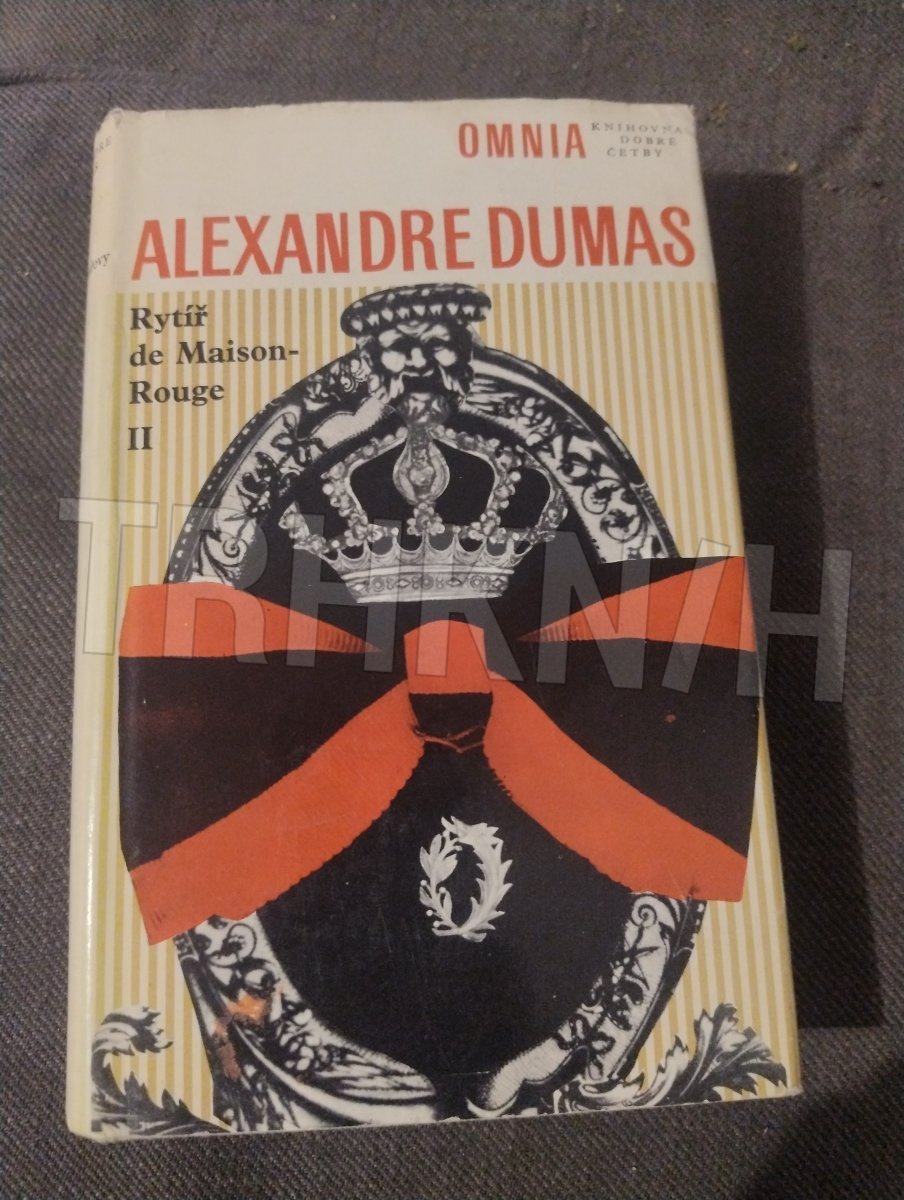 OMNIA
KNIHOVNA
DOBRÉ
ČETBY
ALEXANDRE DUMAS
Rytíř
de Maison-
Rouge
II
TRHKNIH